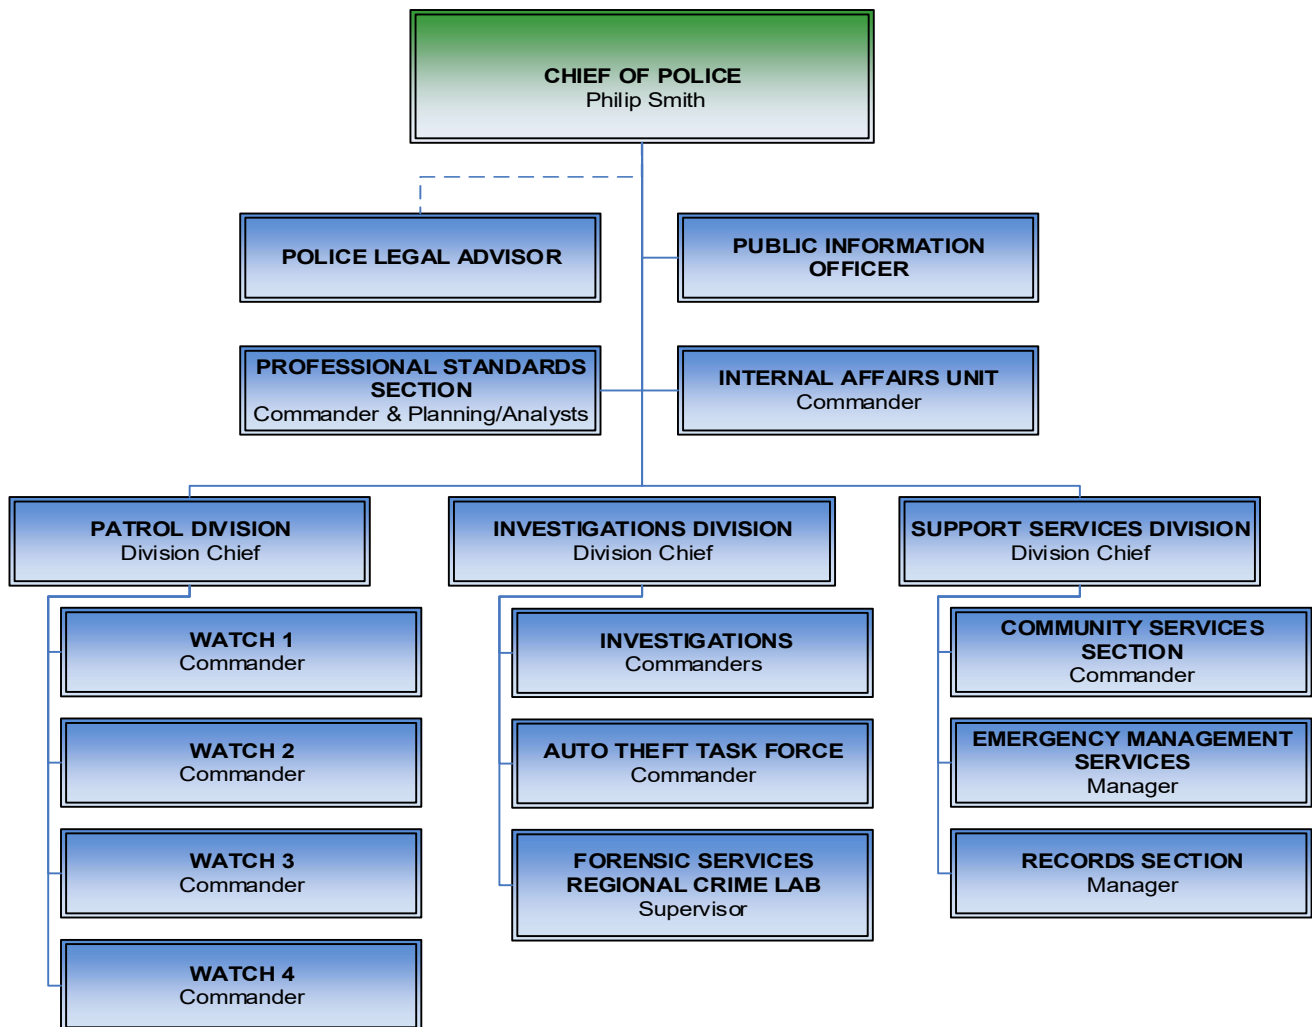 CHIEF OF POLICE
Philip Smith
POLICE LEGAL ADVISOR
PUBLIC INFORMATION
OFFICER
PROFESSIONAL STANDARDS
SECTION
Commander & Planning/Analysts
INTERNAL AFFAIRS UNIT
Commander
PATROL DIVISION
Division Chief
WATCH 1
Commander
WATCH 2
Commander
WATCH 3
Commander
WATCH 4
Commander
INVESTIGATIONS DIVISION
Division Chief
INVESTIGATIONS
Commanders
AUTO THEFT TASK FORCE
Commander
FORENSIC SERVICES
REGIONAL CRIME LAB
Supervisor
SUPPORT SERVICES DIVISION
Division Chief
COMMUNITY SERVICES
SECTION
Commander
EMERGENCY MANAGEMENT
SERVICES
Manager
RECORDS SECTION
Manager